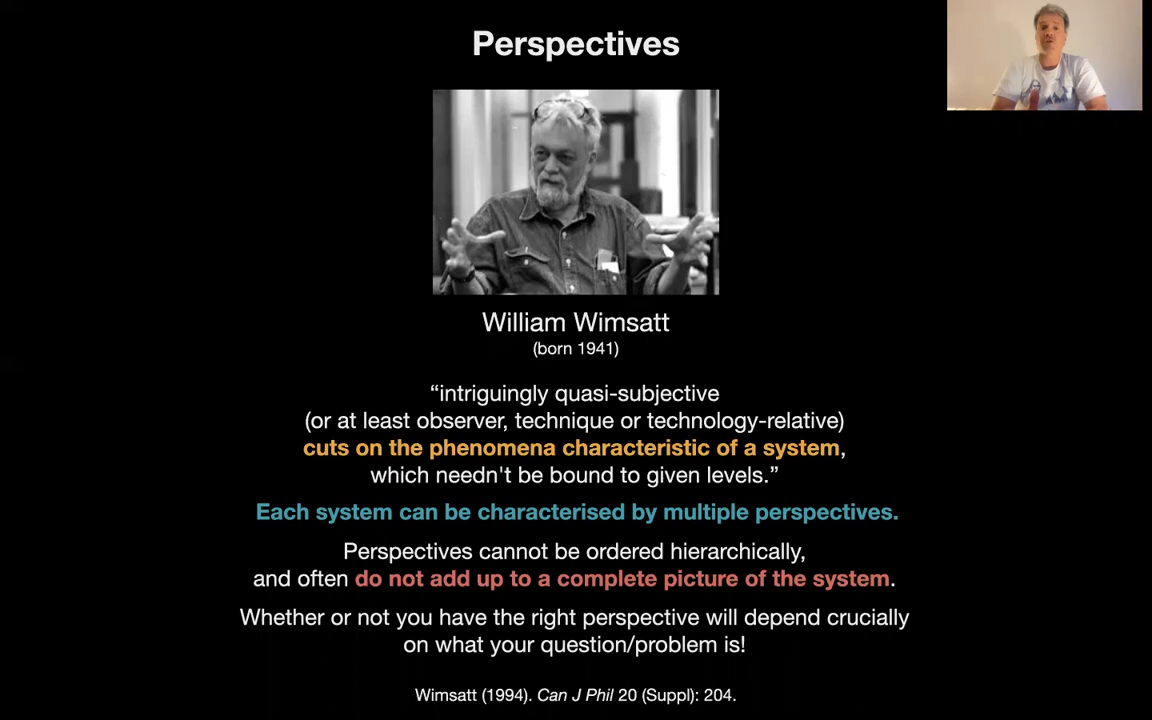 Perspectives
William Wimsatt
(born 1941)
“intriguingly quasi-subjective
(or at least observer, technique or technology-relative)
cuts on the phenomena characteristic of a system,
which needn't be bound to given levels.”
Each system can be characterised by multiple perspectives.
Perspectives cannot be ordered hierarchically,
and often do not add up to a complete picture of the system.
Whether or not you have the right perspective will depend crucially
on what your question/problem is!
Wimsatt (1994). Can J Phil 20 (Suppl): 204.